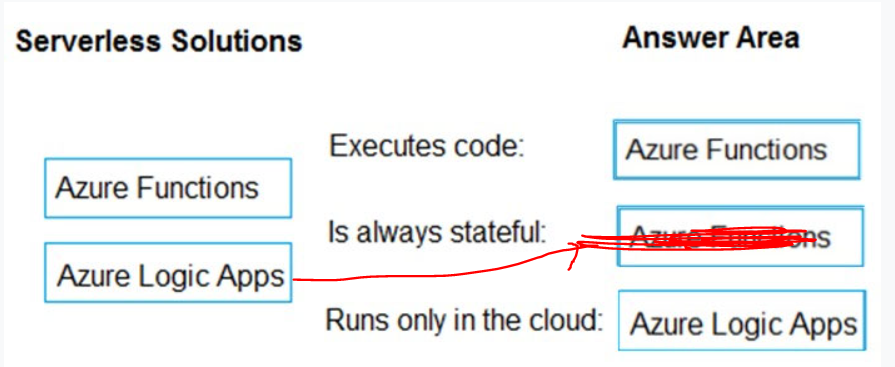 Serverless Solutions
Answer Area
Executes code:
Azure Functions
Azure Functions
Is always stateful:
Azure Functions
Azure Logic Apps
Runs only in the cloud:
Azure Logic Apps